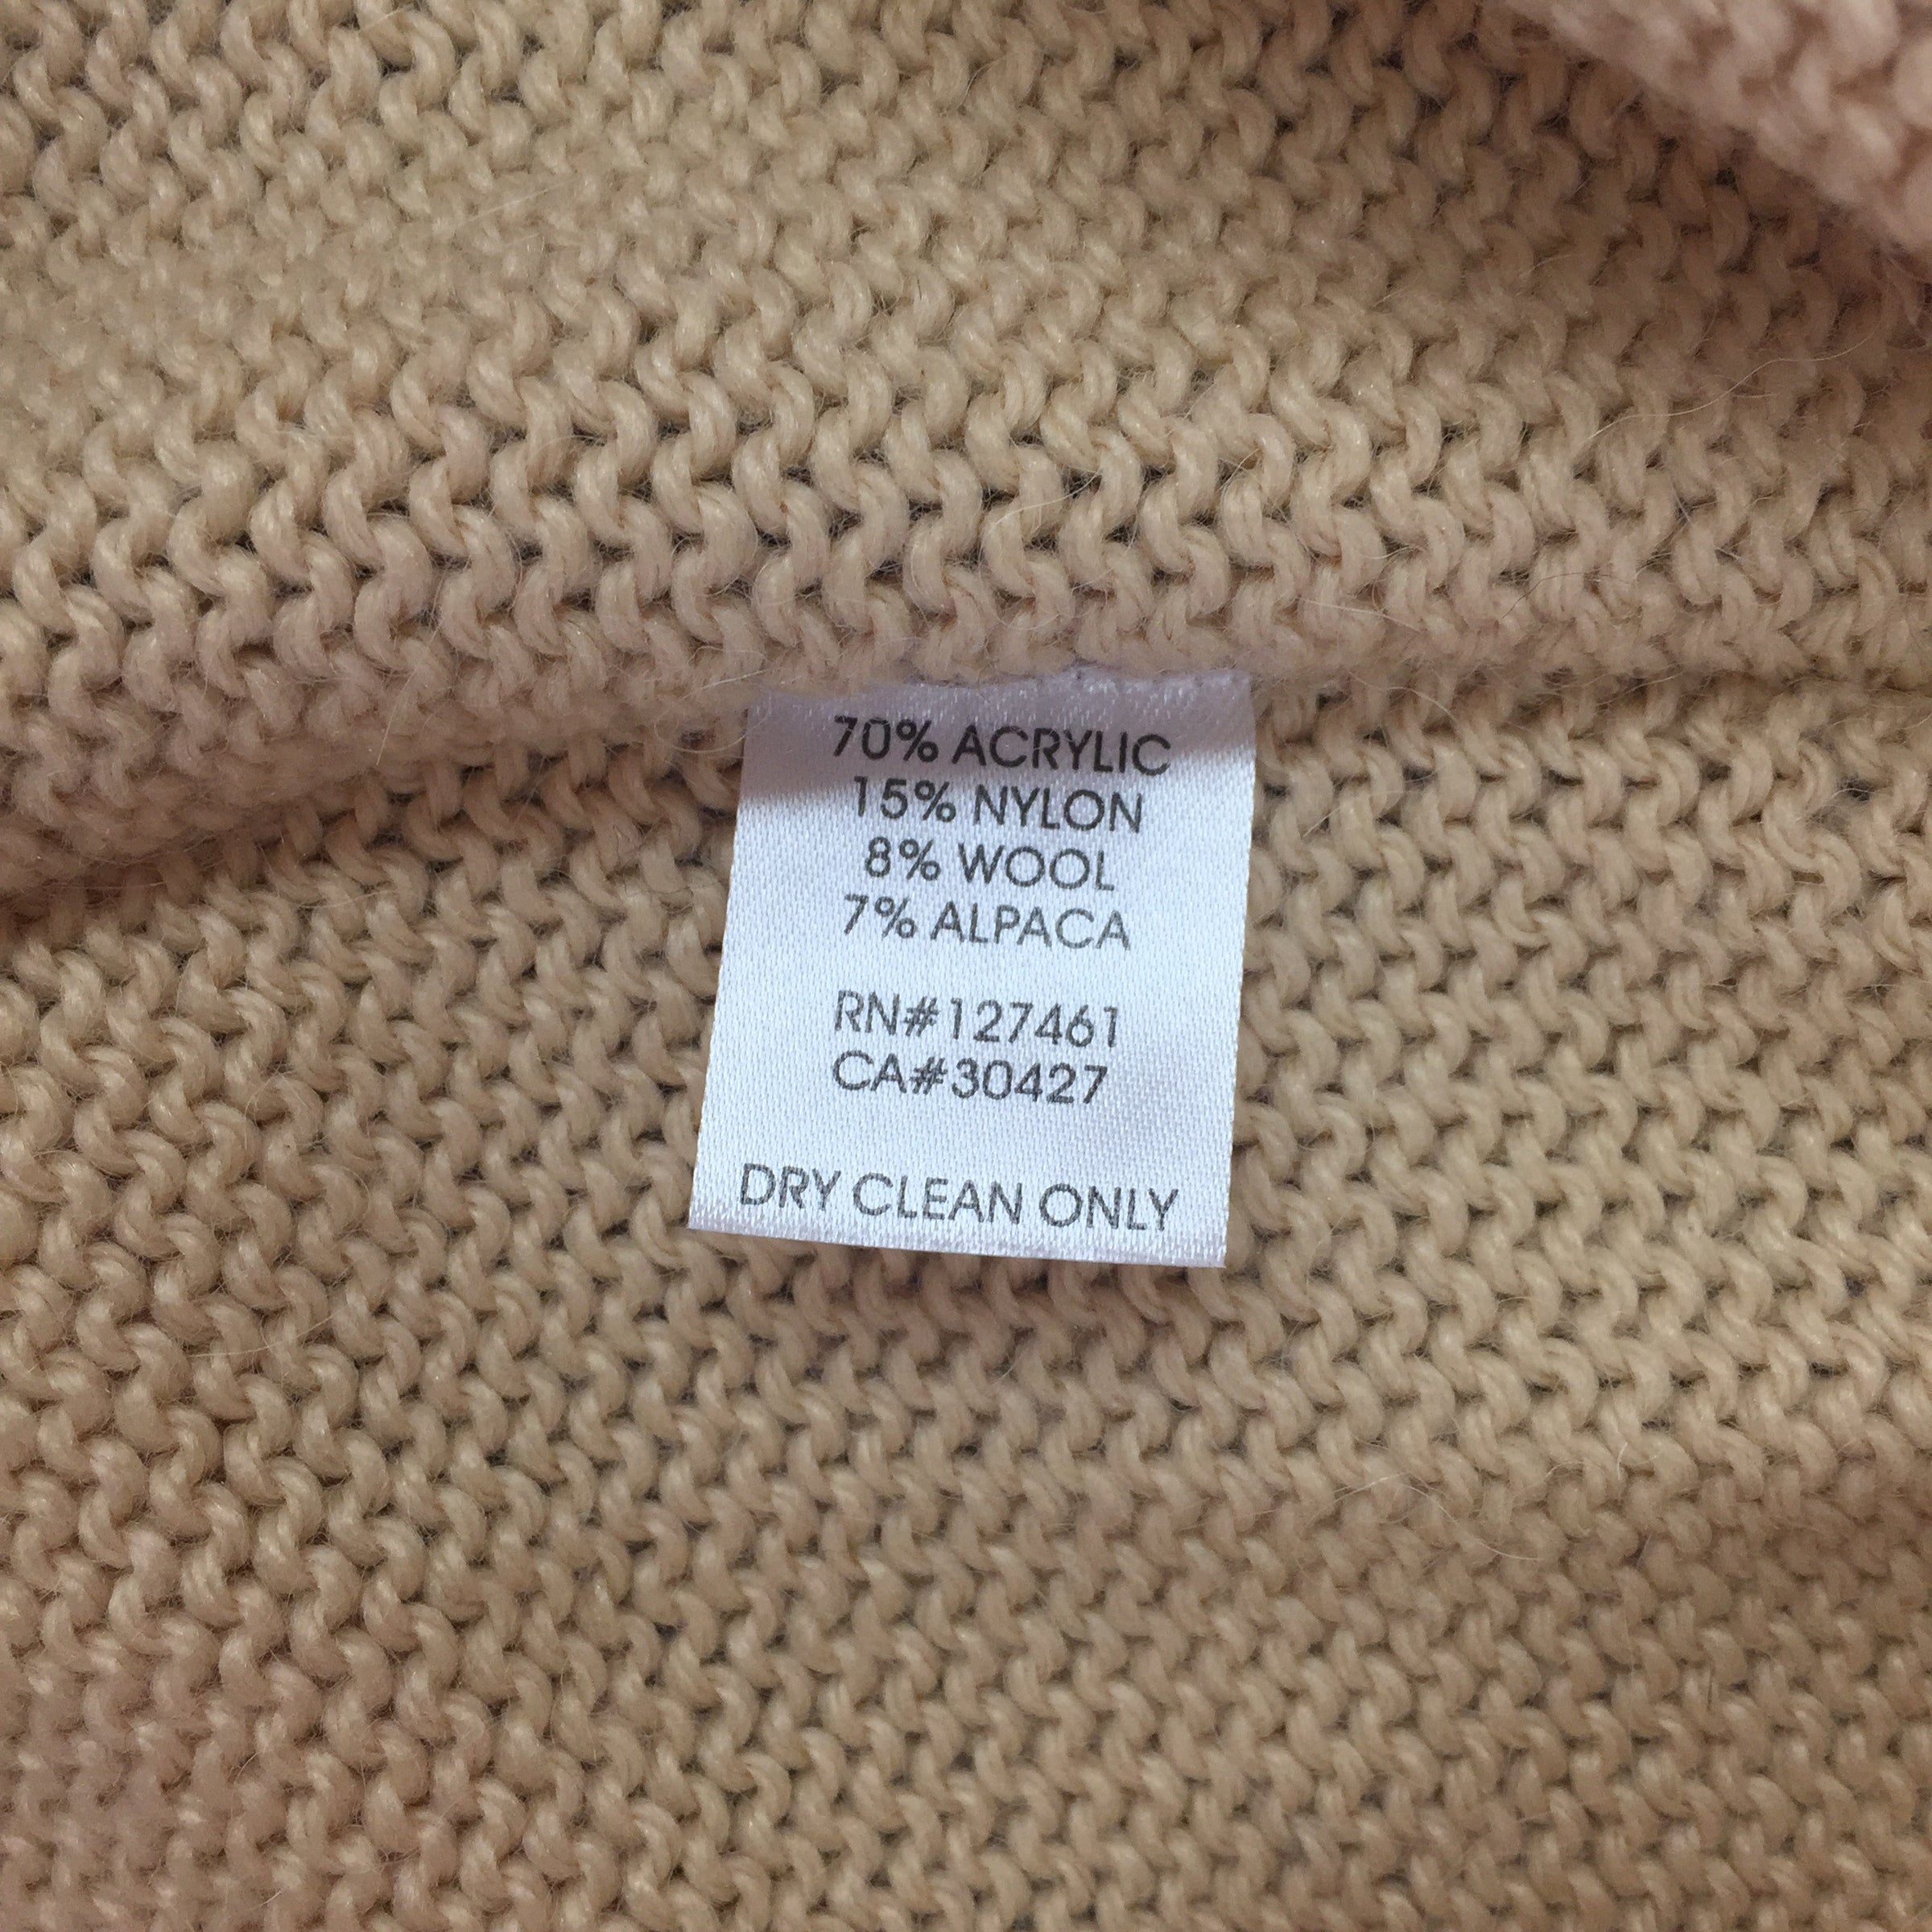 70% ACRYLIC
15% NYLON
8% WOOL
7% ALPACA
RN#127461
CA#30427
DRY CLEAN ONLY